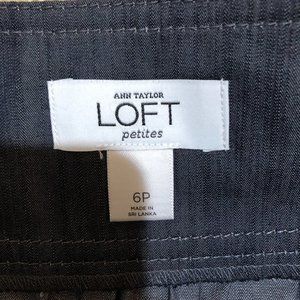 ANN TAYLOR
LOFT
petites
6P
MADE IN
SRI LANKA